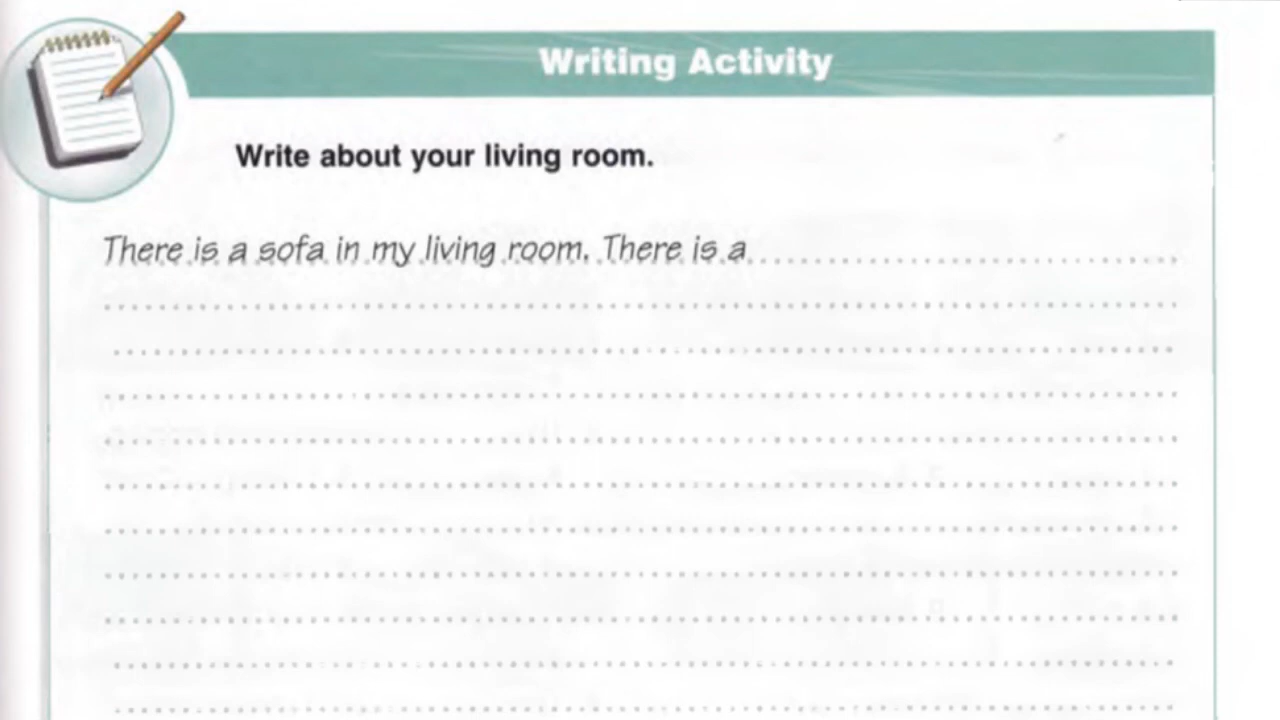 Writing Activity
Write about your living room.
There is a sofa in my living room. There is a